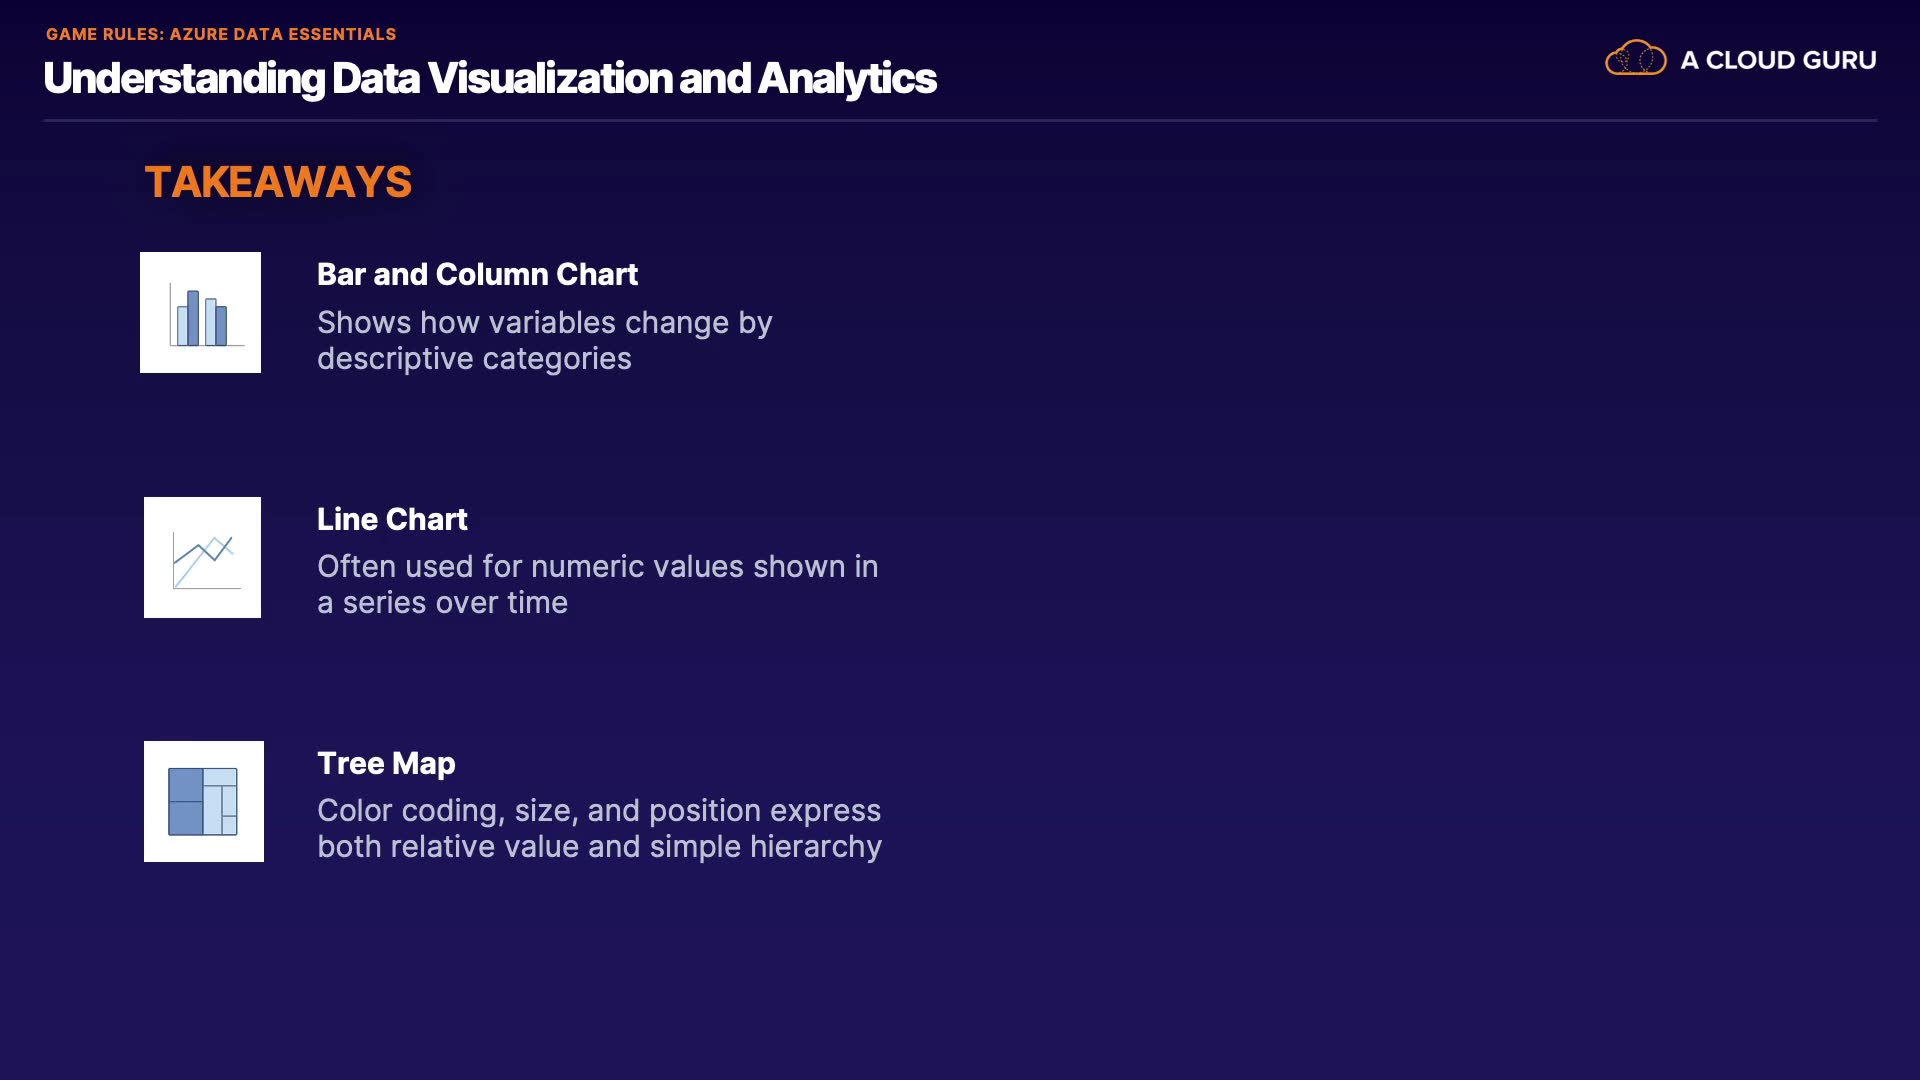 GAME RULES: AZURE DATA ESSENTIALS
Understanding Data Visualization and Analytics
A CLOUD GURU
TAKEAWAYS
Bar and Column Chart
Shows how variables change by
descriptive categories
Line Chart
Often used for numeric values shown in
a series over time
Tree Map
Color coding, size, and position express
both relative value and simple hierarchy